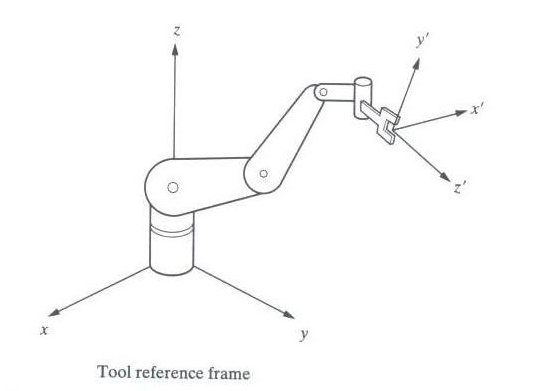 z
y'
x'
z'
x
y
Tool reference frame